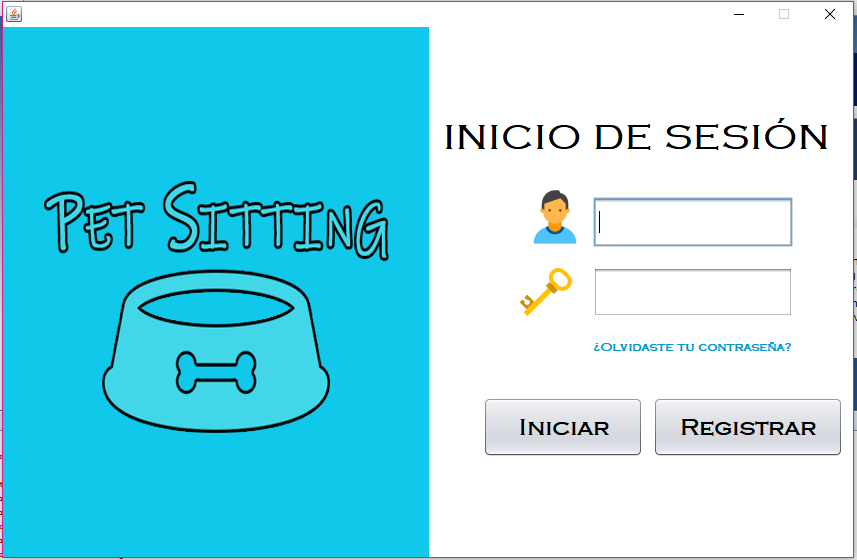 Pet Sitting
INICIO DE SESIÓN
¿Olvidaste tu contraseña?
Iniciar
Registrar